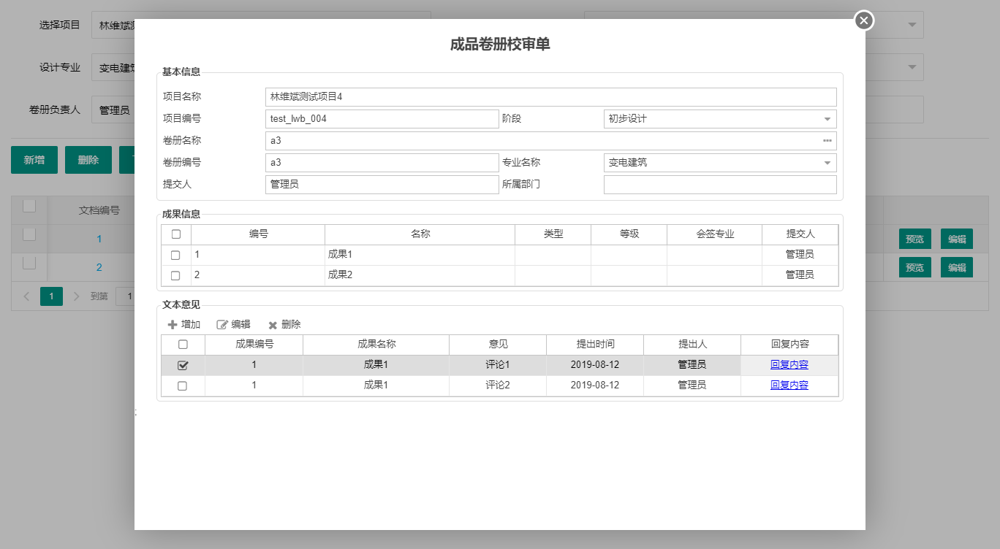 选择项目 林维斌测
成品卷册校审单
设计专业 变电建筑
卷册负责人 管理员
新增 删除
文档编号
1 预览 编辑
2 预览 编辑
1 到第 1
基本信息
项目名称 林维斌测试项目4
项目编号 test_lwb_004 阶段 初步设计
卷册名称 a3
卷册编号 a3 专业名称 变电建筑
提交人 管理员 所属部门
成果信息
编号 名称 类型 等级 会签专业 提交人
1 成果1 管理员
2 成果2 管理员
文本意见
增加 编辑 删除
成果编号 成果名称 意见 提出时间 提出人 回复内容
1 成果1 评论1 2019-08-12 管理员 回复内容
1 成果1 评论2 2019-08-12 管理员 回复内容
;